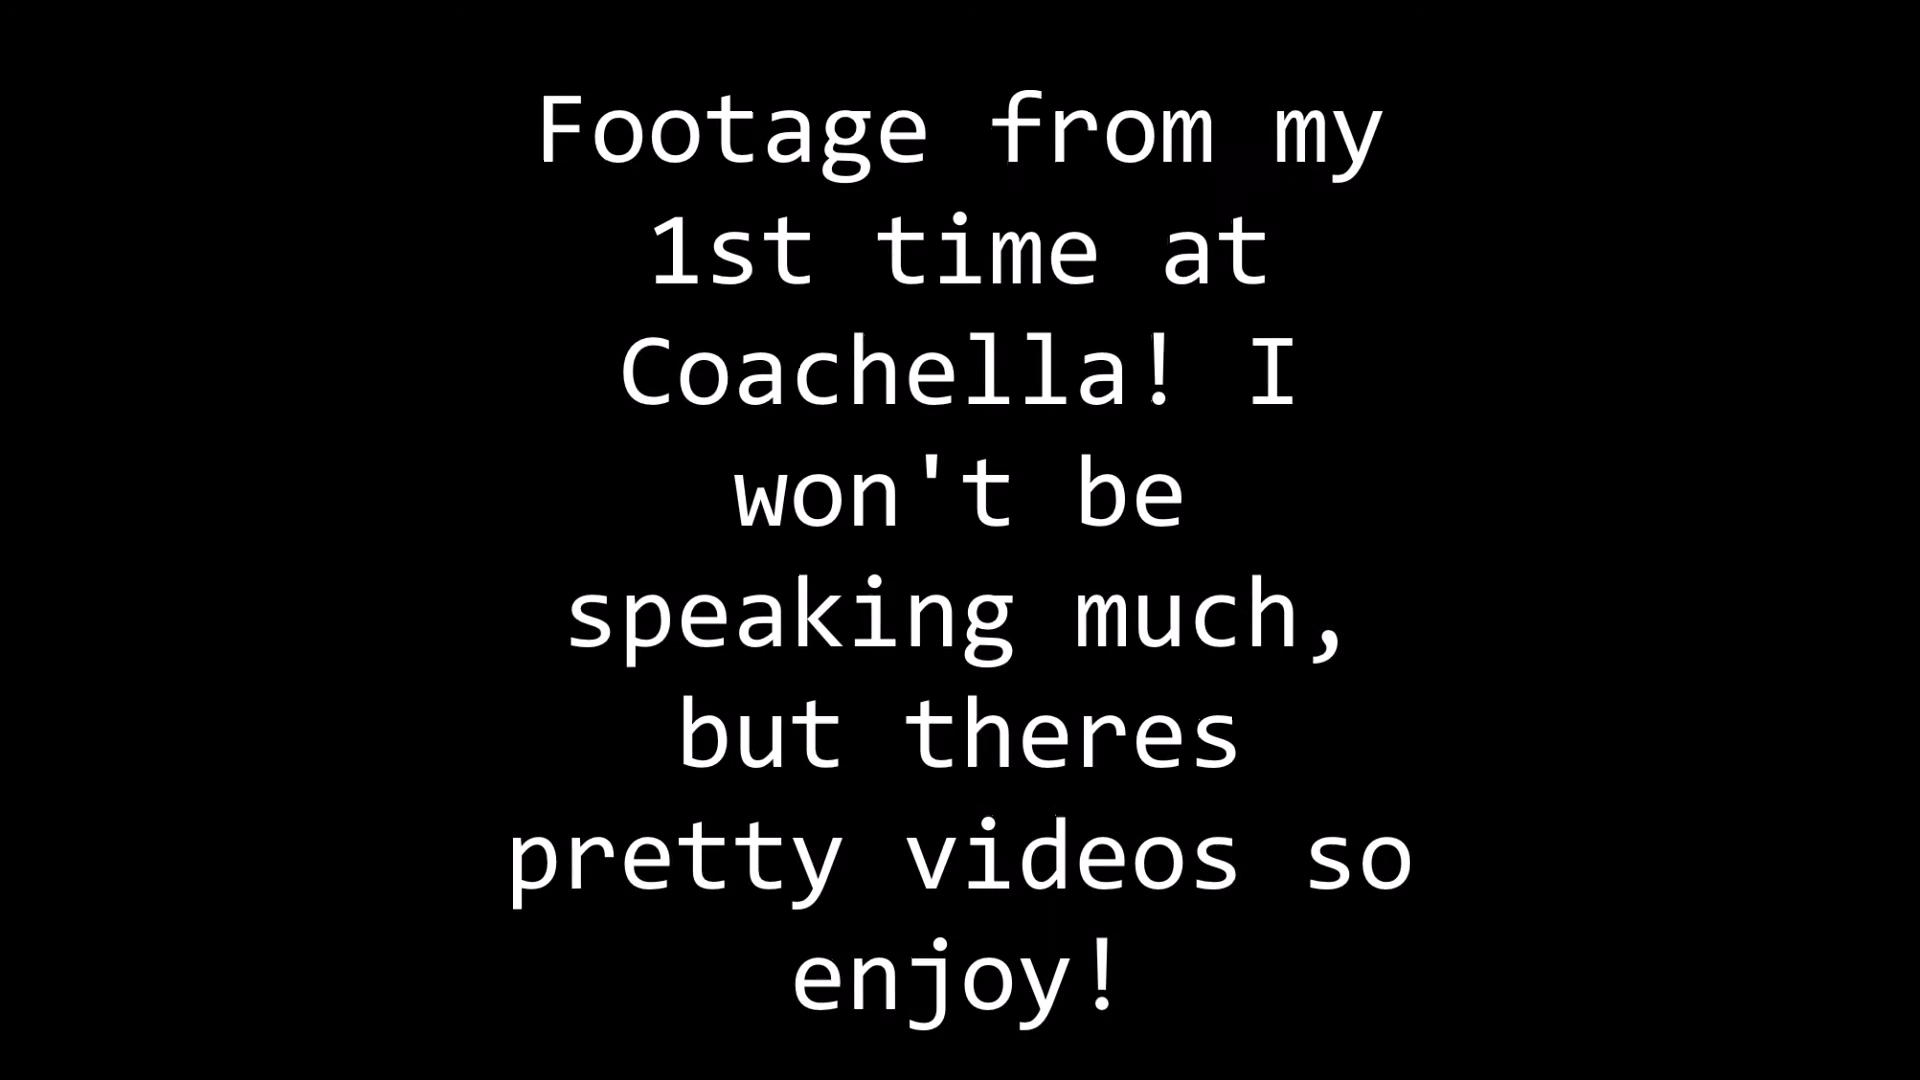 Footage from my
1st time at
Coachella! I
won't be
speaking much,
but theres
pretty videos so
enjoy!